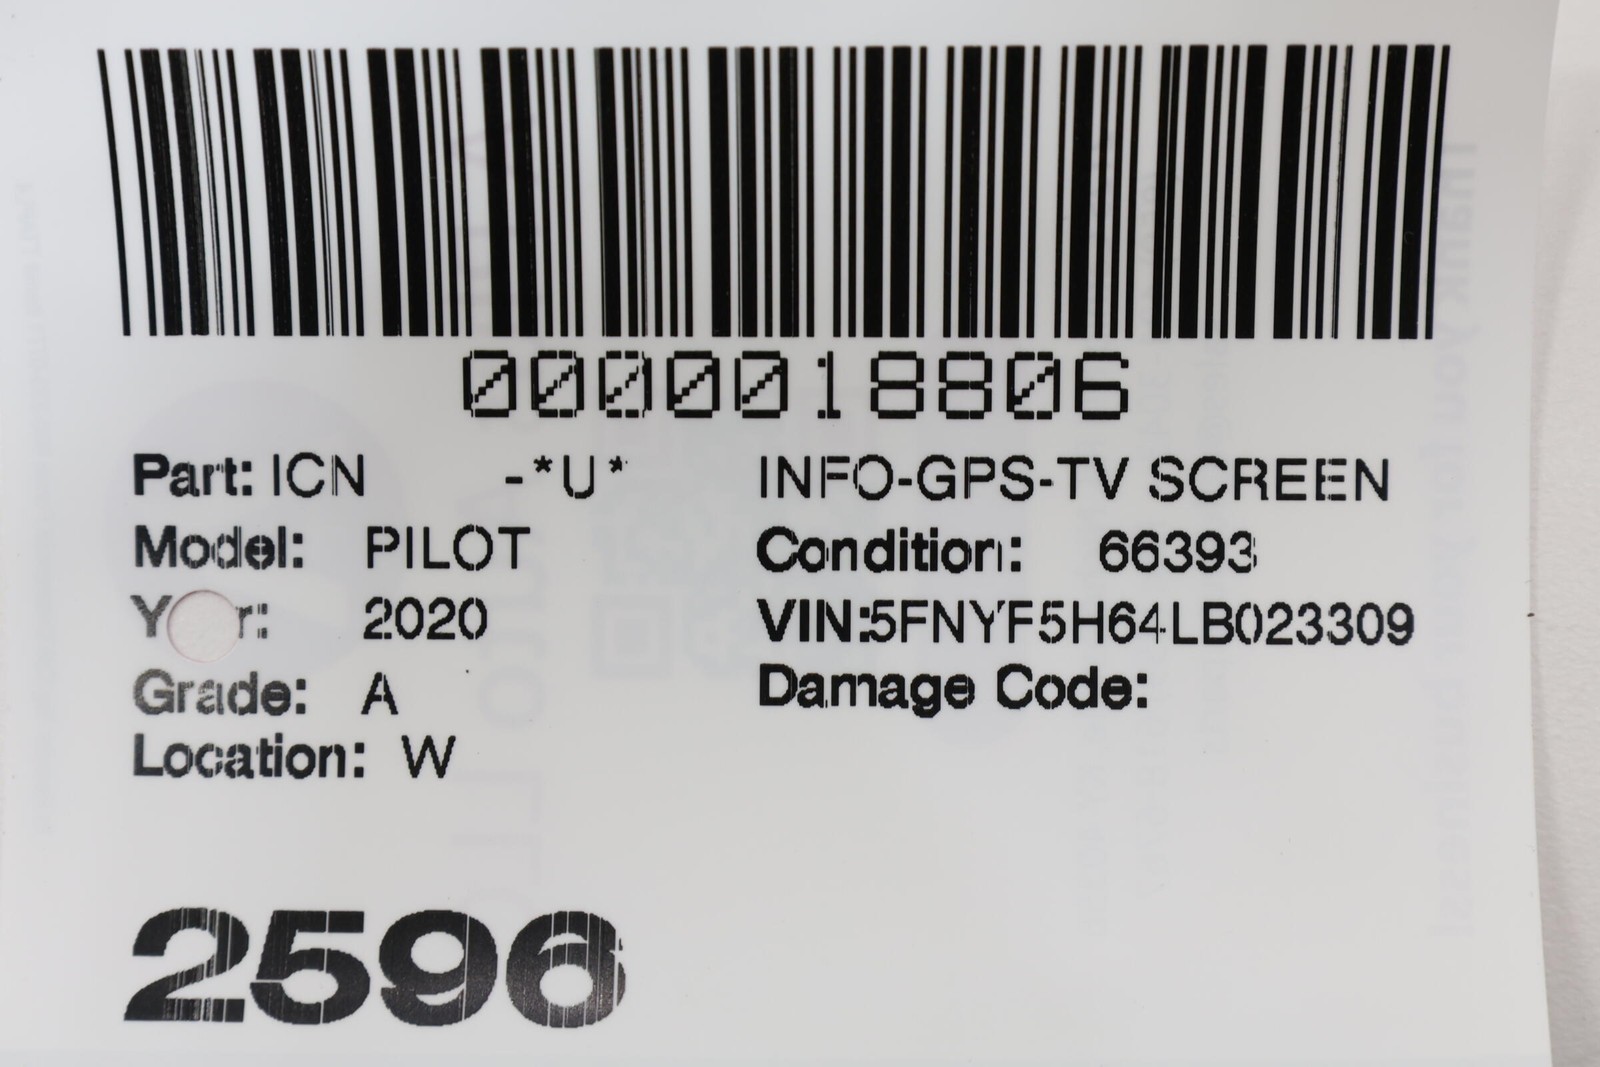 0000018806
Part: ICN -*U* INFO-GPS-TV SCREEN
Model: PILOT Condition: 66393
Y r: 2020 VIN:5FNYF5H64LB023309
Grade: A Damage Code:
Location: W
2596